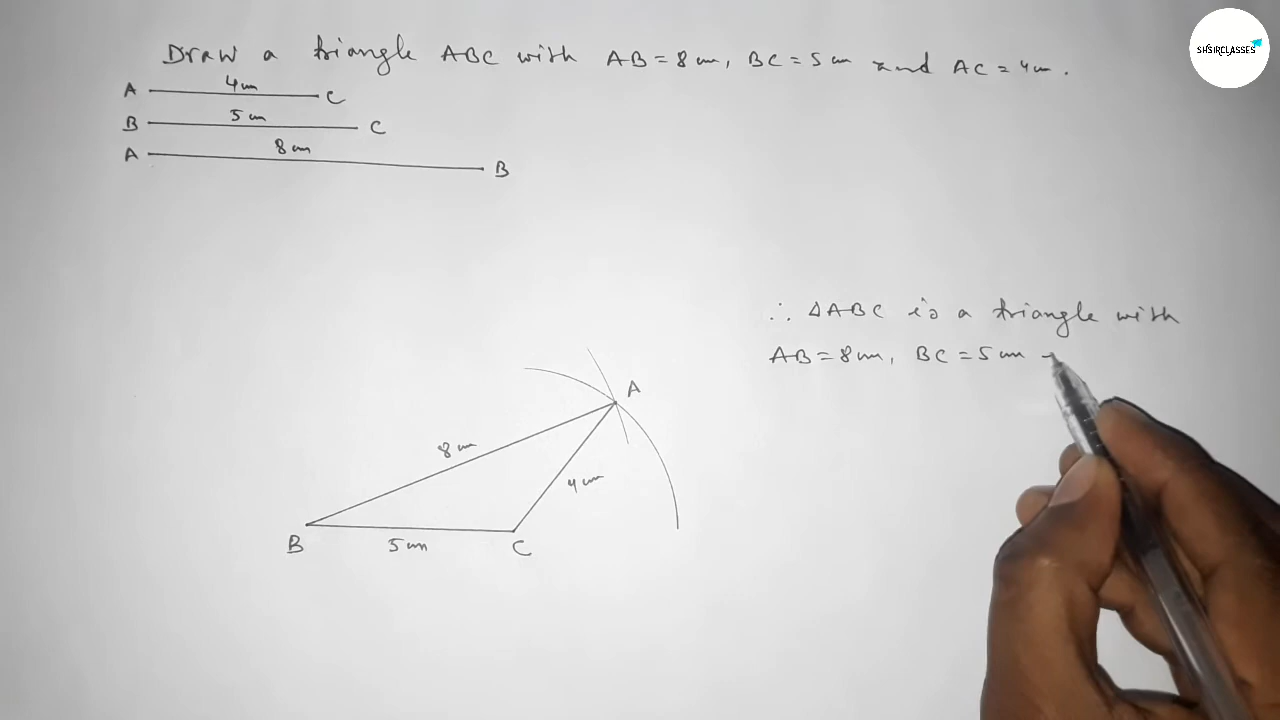 Draw a triangle ABC with AB = 8 cm, BC = 5 cm and AC = 4 cm.
SHSIRCLASSES
A 4 cm C
B 5 cm C
A 8 cm B
∴ △ABC is a triangle with
AB = 8 cm, BC = 5 cm
A
8 cm
4 cm
B 5 cm C